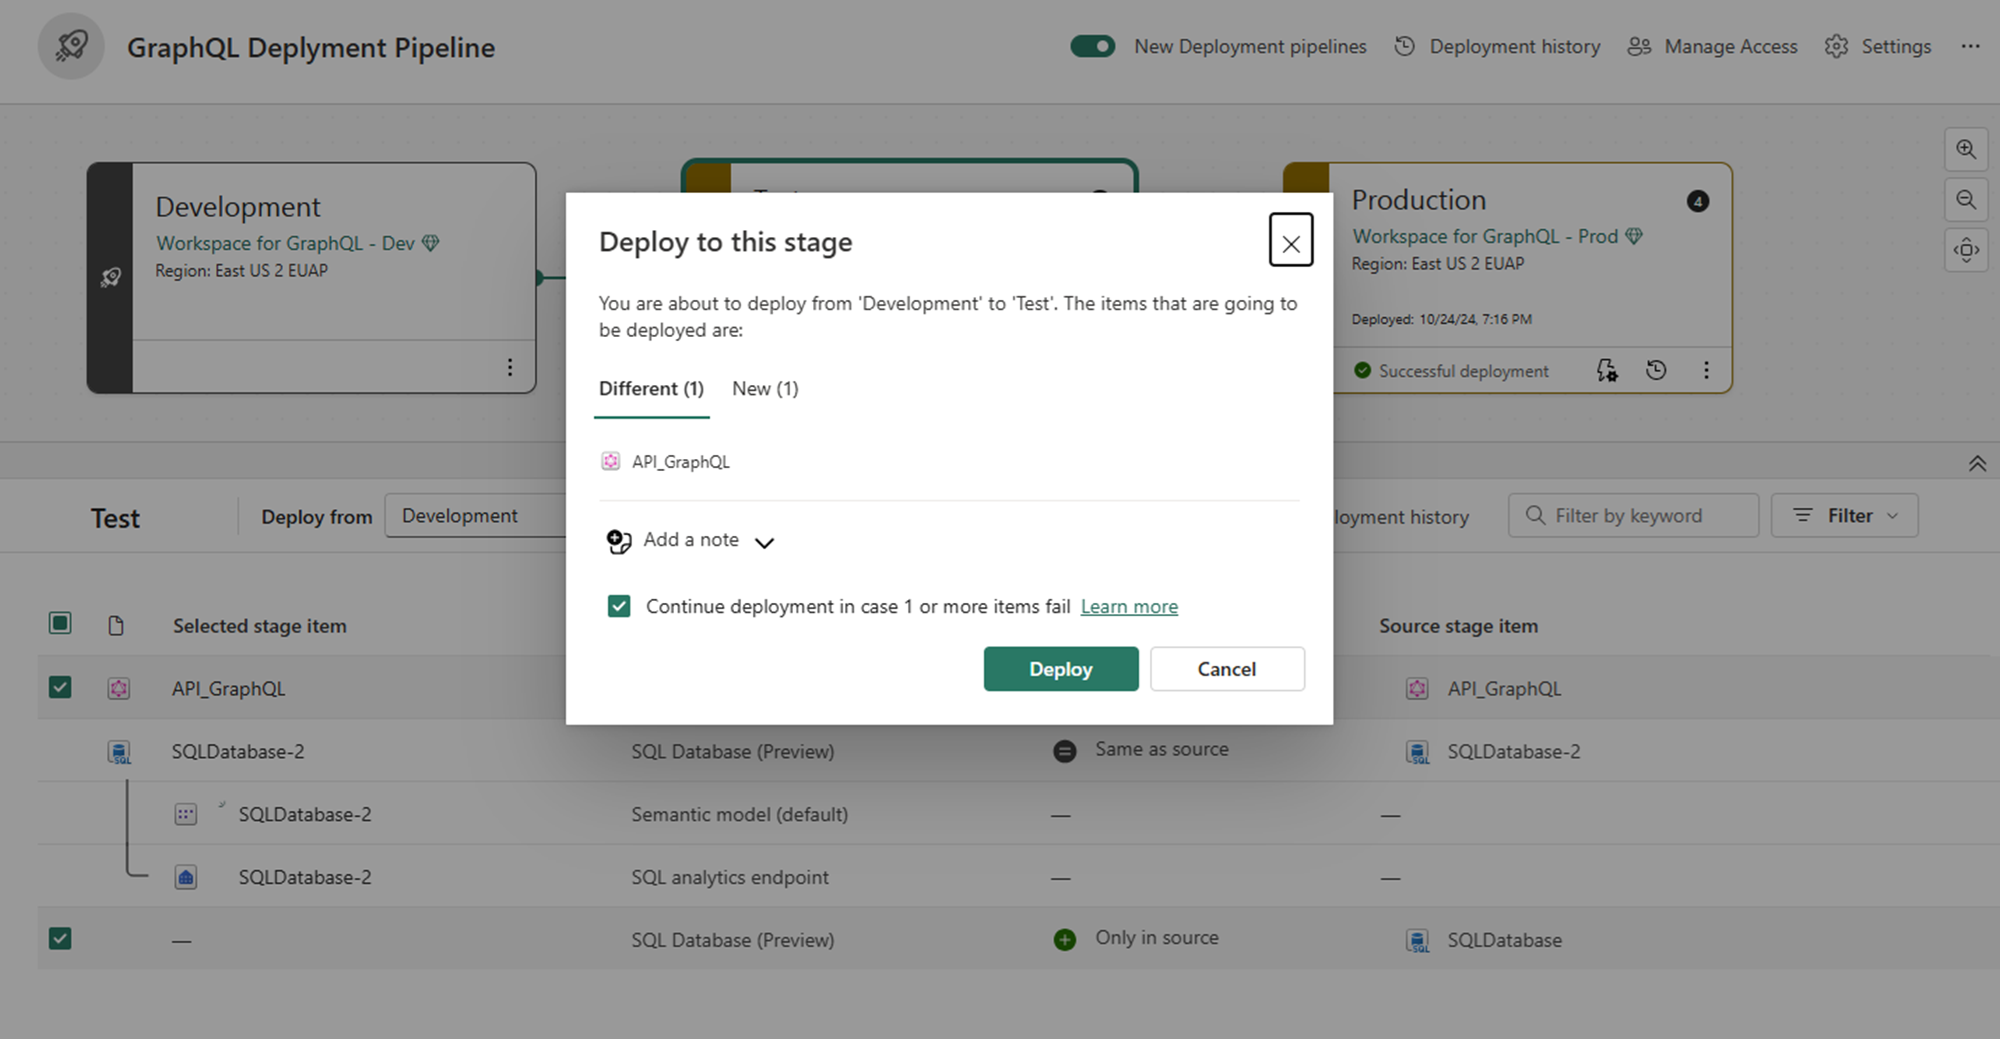 GraphQL Deplyment Pipeline
New Deployment pipelines
Deployment history
Manage Access
Settings
Development
Workspace for GraphQL - Dev
Region: East US 2 EUAP
Production
4
Workspace for GraphQL - Prod
Region: East US 2 EUAP
Deployed: 10/24/24, 7:16 PM
Successful deployment
Deploy to this stage
You are about to deploy from 'Development' to 'Test'. The items that are going to
be deployed are:
Different (1) New (1)
API_GraphQL
Add a note
Continue deployment in case 1 or more items fail Learn more
Deploy Cancel
Test
Deploy from Development
loyment history
Filter by keyword
Filter
Selected stage item Source stage item
API_GraphQL API_GraphQL
SQLDatabase-2 SQL Database (Preview) Same as source SQLDatabase-2
SQLDatabase-2 Semantic model (default) — —
SQLDatabase-2 SQL analytics endpoint — —
— SQL Database (Preview) Only in source SQLDatabase